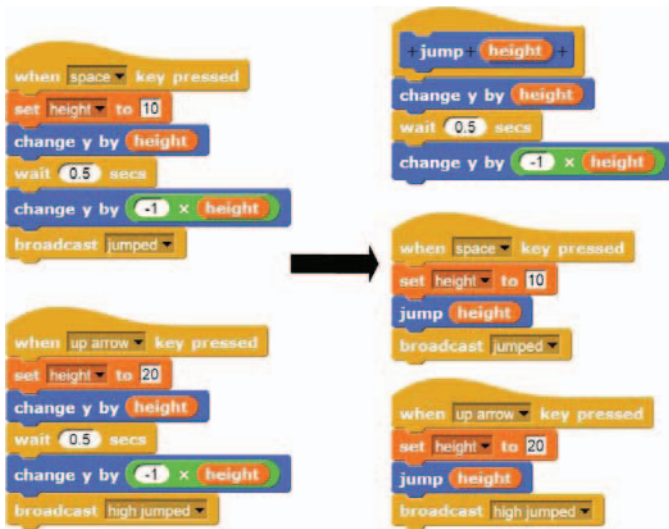 when space key pressed
set height to 10
change y by height
wait 0.5 secs
change y by -1 × height
broadcast jumped
when up arrow key pressed
set height to 20
change y by height
wait 0.5 secs
change y by -1 × height
broadcast high jumped
+ jump + height +
change y by height
wait 0.5 secs
change y by -1 × height
when space key pressed
set height to 10
jump height
broadcast jumped
when up arrow key pressed
set height to 20
jump height
broadcast high jumped